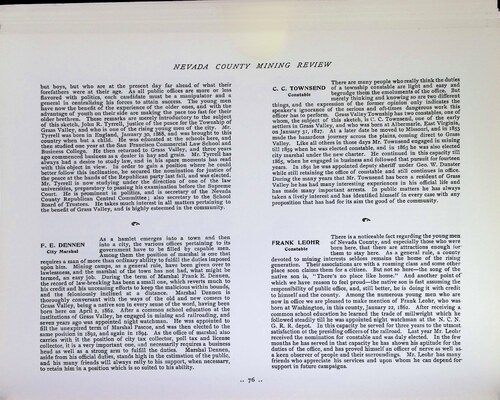 NEVADA COUNTY MINING REVIEW
but boys, but who are at the present day far ahead of what their
forefathers were at their age. As all public offices are more or less
flavored with politics, each candidate must be a manipulator and a
general in centralizing his forces to attain success. The young men
have now the benefit of the experience of the older ones, and with the
advantage of youth on their side are making the pace too fast for their
older brethren. These remarks are merely introductory to the subject
of this sketch, John R. Tyrrell, justice of the peace for the Township of
Grass Valley, and who is one of the rising young men of the city. Mr.
Tyrrell was born in England, January 30, 1868, and was brought to this
country when but a child. He was educated at the schools here, and
then studied one year at the San Francisco Commercial Law School and
Business College. He then returned to Grass Valley, and three years
ago commenced business as a dealer in hay and grain. He, however,
always had a desire to study law, and in his spare moments has read
with this object in view. In order to obtain a position where he could
better follow this inclination, he secured the nomination for justice of
the peace at the hands of the Republican party last fall, and was elected.
Mr. Tyrrell is now studying under the direction of one of the law
universities, preparatory to passing his examination before the Supreme
Court. He is prominent in politics, and is secretary of the Nevada
County Republican Central Committee; also secretary to the School
Board of Trustees. He takes much interest in all matters pertaining to
the benefit of Grass Valley, and is highly esteemed in the community.
F. E. DENNEN
City Marshal
As a hamlet emerges into a town and then
into a city, the various offices pertaining to its
government have to be filled by capable men.
Among them the position of marshal is one that
requires a man of more than ordinary ability to fulfill the duties imposed
upon him. Mining camps, as a general rule, have been given to
lawlessness, and the marshal of the town has not had, what might be
termed, an easy job. During the term of Marshal Frank E. Dennen,
the record of law-breaking has been a small one, which reverts much to
his credit and his unceasing efforts to keep the malicious within bounds,
and the feloniously inclined at a distance. Marshal Dennen is
thoroughly conversant with the ways of the old and new comers to
Grass Valley, being a native son in every sense of the word, having been
born here on April 2, 1862. After a common school education at the
institutions of Grass Valley, he engaged in mining and railroading, and
seven years ago was appointed night watchman. He was appointed to
fill the unexpired term of Marshal Pascoe, and was then elected to the
same position in 1892, and again in 1894. As the office of marshal also
carries with it the position of city tax collector, poll tax and license
collector, it is a very important one, and necessarily requires a business
head as well as a strong arm to fulfill the duties. Marshal Dennen,
aside from his official duties, stands high in the estimation of the public,
and his many friends will always rally to his support, when necessary,
to retain him in a position which is so suited to his ability.
C. C. TOWNSEND
Constable
There are many people who really think the duties
of a township constable are light and easy and
begrudge them the emoluments of the office. But
thinking and knowing so are two different
things, and the expression of the former opinion only indicates the
speaker's ignorance of the onisous and ofttimes dangerous work this
officer has to perform. Grass Valley Township has two constables, one of
whom, the subject of this sketch, is C. C. Townsend, one of the early
settlers in Grass Valley, and who was born at Albermarle, East Virginia,
on January 31, 1827. At a later date he moved to Missouri, and in 1853
made the hazardous journey across the plains, coming direct to Grass
Valley. Like all others in those days Mr. Townsend engaged in mining
till 1859 when he was elected constable, and in 1863 he was also elected
city marshal under the new charter. He continued in this capacity till
1865, when he engaged in business and followed that pursuit for fourteen
years. In 1891 he was appointed deputy sheriff under Geo. W. Dunster
while still retaining the office of constable and still continues in office.
During the many years that Mr. Townsend has been a resident of Grass
Valley he has had many interesting experiences in his official life and
has made many important arrests. In public matters he has always
taken a lively interest and has identified himself in every case with any
proposition that has had for its aim the good of the community.
FRANK LEOHR
Constable
There is a noticeable fact regarding the young men
of Nevada County, and especially those who were
born here, that there are attractions enough for
them to stay here. As a general rule, a county
devoted to mining interests seldom remains the home of the rising
generation. Their associations are with a roaming class and some other
place soon claims them for a citizen. But not so here—the song of the
native son is, "There's no place like home." And another point of
which we have reason to feel proud—the native son is fast assuming the
responsibility of public office, and, still better, he is doing it with credit
to himself and the county. Among the numerous young men who are
now in office we are pleased to make mention of Frank Leohr, who was
born at Washington, in this county, January 22, 1862. After receiving a
common school education he learned the trade of millwright which he
followed steadily till he was appointed night watchman at the N. C. N.
G. R. R. depot. In this capacity he served for three years to the utmost
satisfaction of the presiding officers of the railroad. Last year Mr. Leohr
received the nomination for constable and was duly elected. In the few
months he has served in that capacity he has shown his aptitude for the
duties of the office, and has proved himself an officer of nerve as well as
a keen observer of people and their surroundings. Mr. Leohr has many
friends who appreciate his services and upon whom he can depend for
support in future campaigns.
-- 76 --